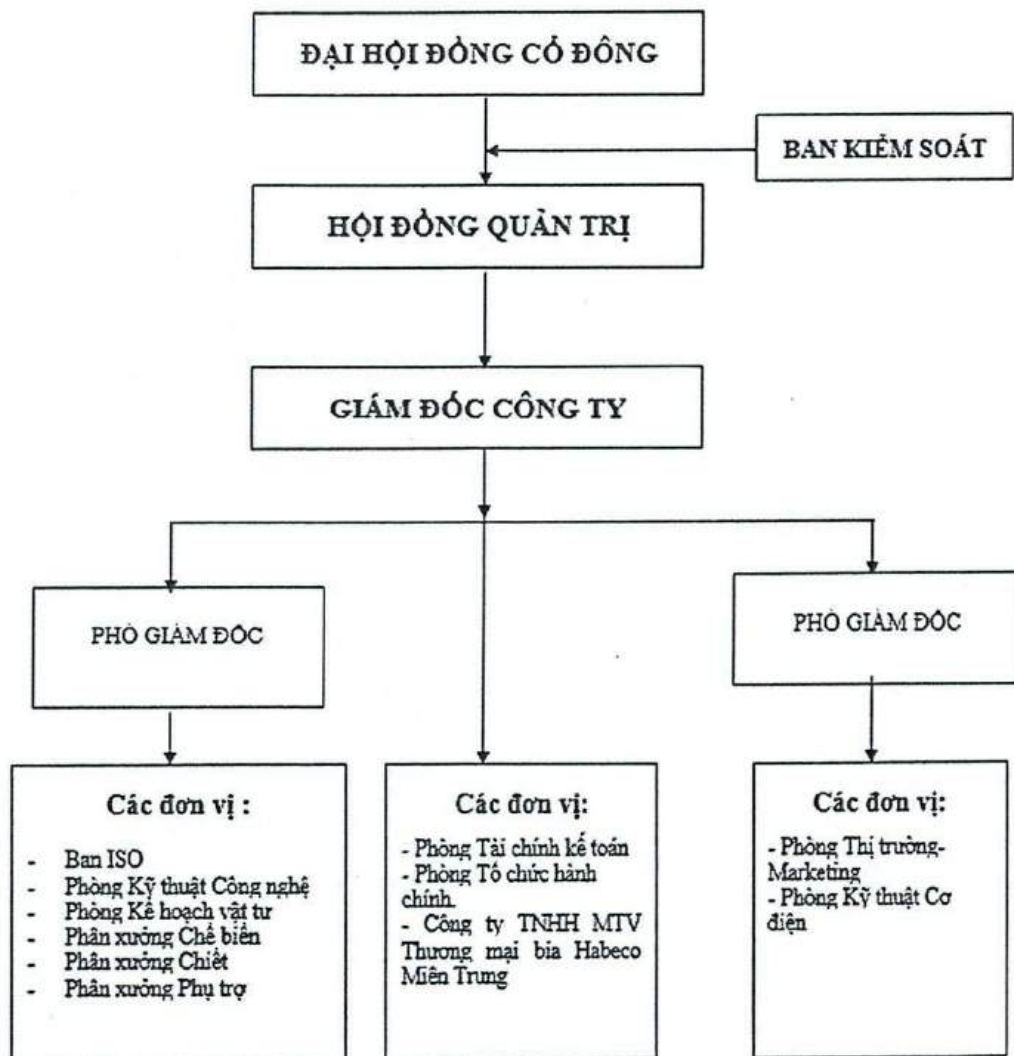 ĐẠI HỘI ĐỒNG CỔ ĐÔNG
BAN KIỂM SOÁT
HỘI ĐỒNG QUẢN TRỊ
GIÁM ĐỐC CÔNG TY
PHÓ GIÁM ĐỐC
PHÓ GIÁM ĐỐC
Các đơn vị :
- Ban ISO
- Phòng Kỹ thuật Công nghệ
- Phòng Kế hoạch vật tư
- Phân xưởng Chế biến
- Phân xưởng Chiết
- Phân xưởng Phụ trợ
Các đơn vị:
- Phòng Tài chính kế toán
- Phòng Tổ chức hành
chính.
- Công ty TNHH MTV
Thương mại bia Habeco
Miền Trung
Các đơn vị:
- Phòng Thị trường-
Marketing
- Phòng Kỹ thuật Cơ
điện